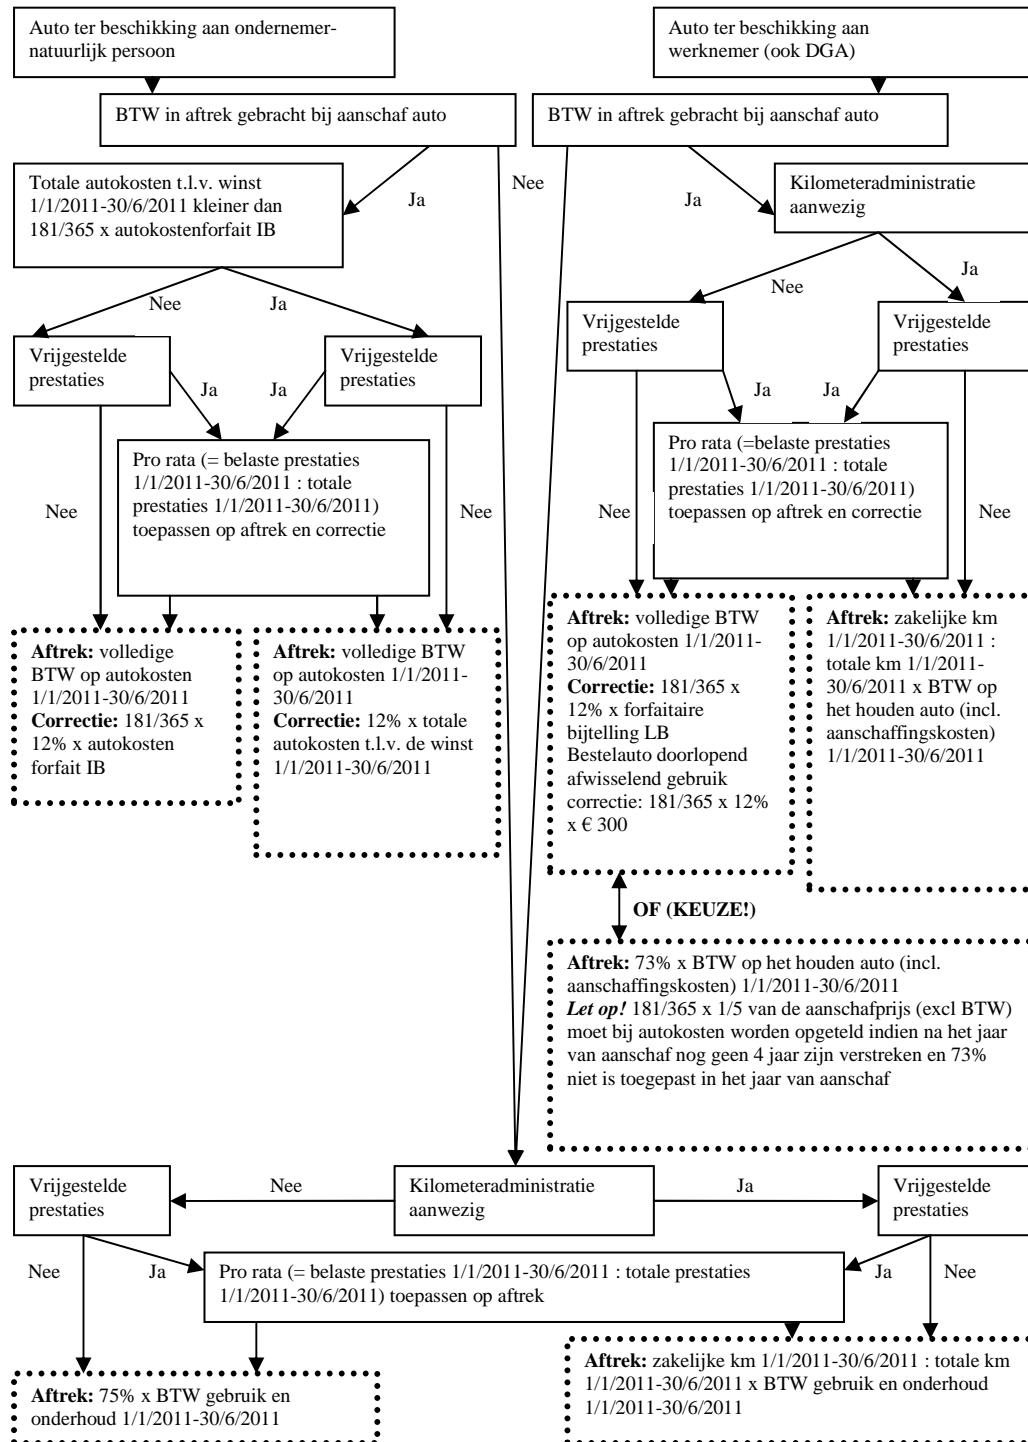 Auto ter beschikking aan ondernemer-
natuurlijk persoon
Auto ter beschikking aan
werknemer (ook DGA)
BTW in aftrek gebracht bij aanschaf auto
BTW in aftrek gebracht bij aanschaf auto
Totale autokosten t.l.v. winst
1/1/2011-30/6/2011 kleiner dan
181/365 x autokostenforfait IB
Ja
Nee
Ja
Kilometeradministratie
aanwezig
Nee
Ja
Nee
Ja
Vrijgestelde
prestaties
Vrijgestelde
prestaties
Vrijgestelde
prestaties
Vrijgestelde
prestaties
Ja
Ja
Ja
Ja
Pro rata (= belaste prestaties
1/1/2011-30/6/2011 : totale
prestaties 1/1/2011-30/6/2011)
toepassen op aftrek en correctie
Nee
Nee
Pro rata (=belaste prestaties
1/1/2011-30/6/2011 : totale
prestaties 1/1/2011-30/6/2011)
toepassen op aftrek en correctie
Nee
Nee
Aftrek: volledige
BTW op autokosten
1/1/2011-30/6/2011
Correctie: 181/365 x
12% x autokosten
forfait IB
Aftrek: volledige BTW
op autokosten 1/1/2011-
30/6/2011
Correctie: 12% x totale
autokosten t.l.v. de winst
1/1/2011-30/6/2011
Aftrek: volledige BTW
op autokosten 1/1/2011-
30/6/2011
Correctie: 181/365 x
12% x forfaitaire
bijtelling LB
Bestelauto doorlopend
afwisselend gebruik
correctie: 181/365 x 12%
x € 300
Aftrek: zakelijke km
1/1/2011-30/6/2011 :
totale km 1/1/2011-
30/6/2011 x BTW op
het houden auto (incl.
aanschaffingskosten)
1/1/2011-30/6/2011
OF (KEUZE!)
Aftrek: 73% x BTW op het houden auto (incl.
aanschaffingskosten) 1/1/2011-30/6/2011
Let op! 181/365 x 1/5 van de aanschafprijs (excl BTW)
moet bij autokosten worden opgeteld indien na het jaar
van aanschaf nog geen 4 jaar zijn verstreken en 73%
niet is toegepast in het jaar van aanschaf
Vrijgestelde
prestaties
Nee
Kilometeradministratie
aanwezig
Ja
Vrijgestelde
prestaties
Nee
Ja
Pro rata (= belaste prestaties 1/1/2011-30/6/2011 : totale prestaties
1/1/2011-30/6/2011) toepassen op aftrek
Ja
Nee
Aftrek: 75% x BTW gebruik en
onderhoud 1/1/2011-30/6/2011
Aftrek: zakelijke km 1/1/2011-30/6/2011 : totale km
1/1/2011-30/6/2011 x BTW gebruik en onderhoud
1/1/2011-30/6/2011